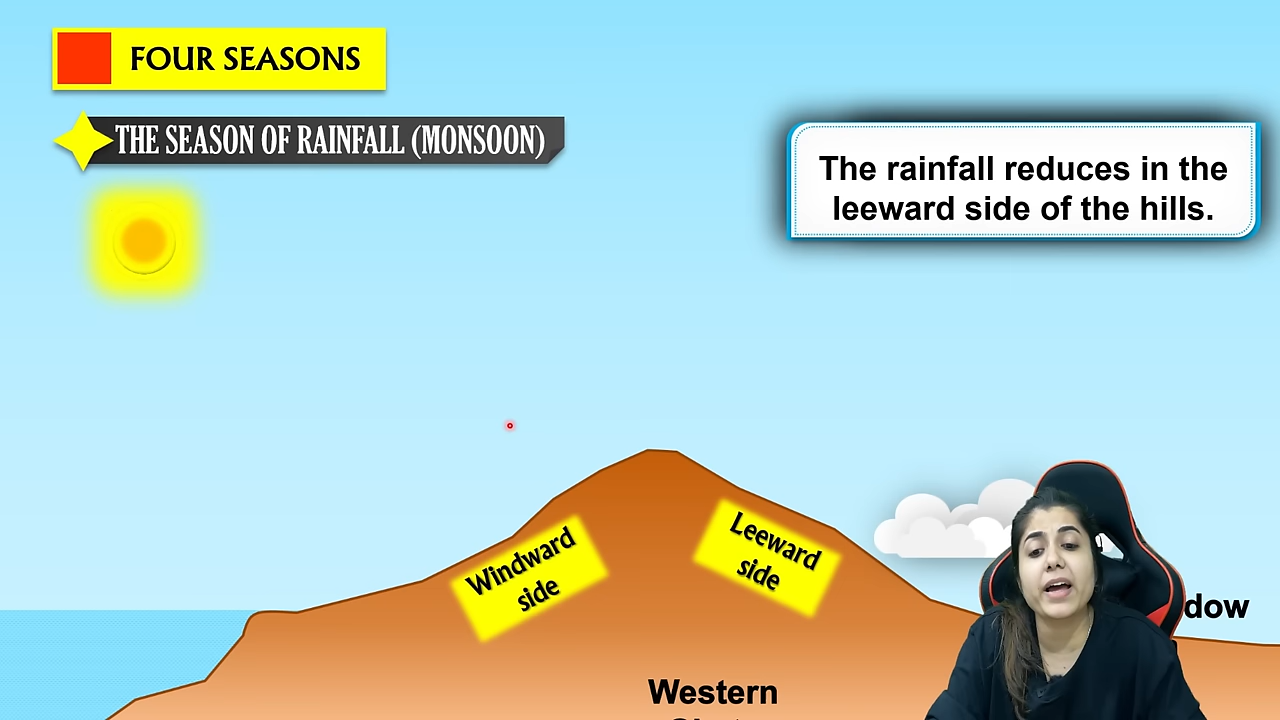 FOUR SEASONS
THE SEASON OF RAINFALL (MONSOON)
The rainfall reduces in the
leeward side of the hills.
Windward
side
Leeward
side
dow
Western